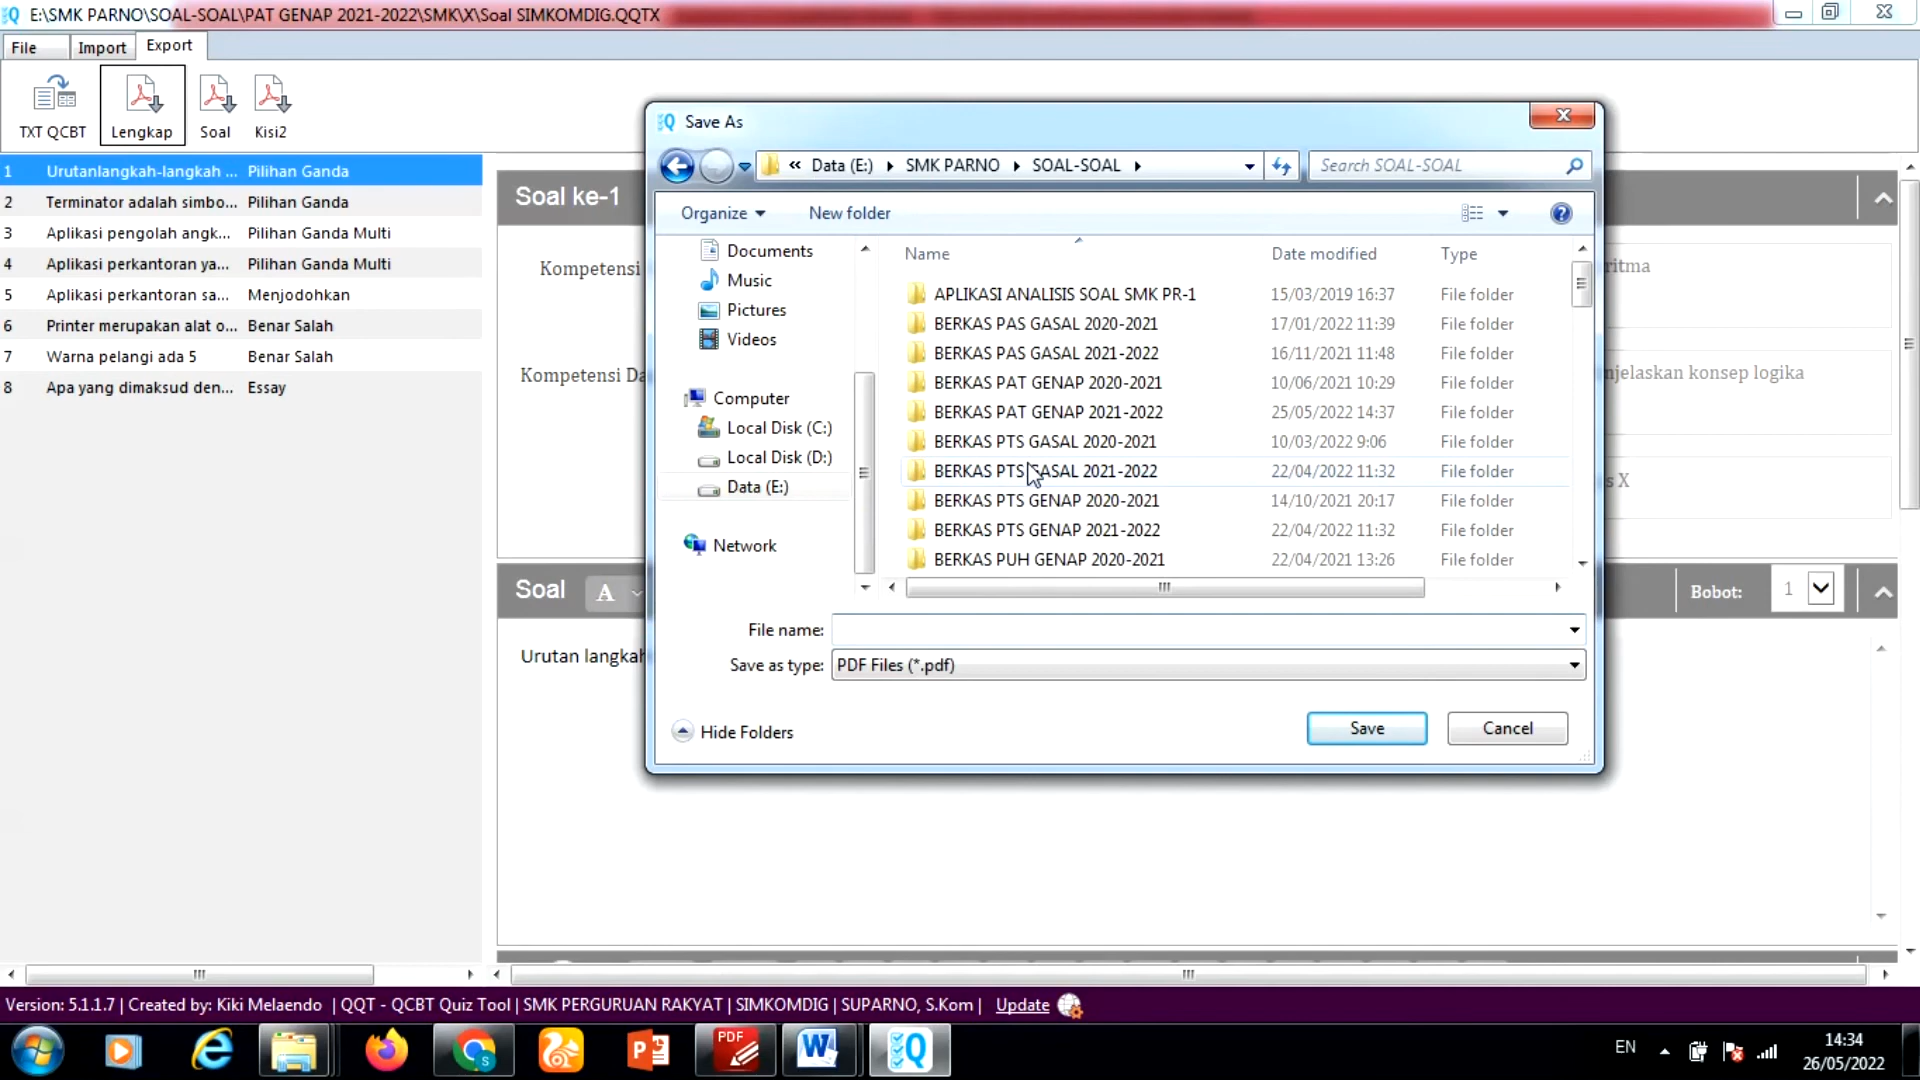 E:\SMK PARNO\SOAL-SOAL\PAT GENAP 2021-2022\SMK\X\Soal SIMKOMDIG.QQTX
File Import Export
TXT QCBT Lengkap Soal Kisi2
1 Urutanlangkah-langkah ... Pilihan Ganda
2 Terminator adalah simbo... Pilihan Ganda
3 Aplikasi pengolah angk... Pilihan Ganda Multi
4 Aplikasi perkantoran ya... Pilihan Ganda Multi
5 Aplikasi perkantoran sa... Menjodohkan
6 Printer merupakan alat o... Benar Salah
7 Warna pelangi ada 5 Benar Salah
8 Apa yang dimaksud den... Essay
Soal ke-1
Kompetensi
Kompetensi Da
ritma
njelaskan konsep logika
s X
Soal A
Bobot: 1
Urutan langkah
Save As
« Data (E:) SMK PARNO SOAL-SOAL
Search SOAL-SOAL
Organize New folder
Documents
Music
Pictures
Videos
Computer
Local Disk (C:)
Local Disk (D:)
Data (E:)
Network
Name Date modified Type
APLIKASI ANALISIS SOAL SMK PR-1 15/03/2019 16:37 File folder
BERKAS PAS GASAL 2020-2021 17/01/2022 11:39 File folder
BERKAS PAS GASAL 2021-2022 16/11/2021 11:48 File folder
BERKAS PAT GENAP 2020-2021 10/06/2021 10:29 File folder
BERKAS PAT GENAP 2021-2022 25/05/2022 14:37 File folder
BERKAS PTS GASAL 2020-2021 10/03/2022 9:06 File folder
BERKAS PTS GASAL 2021-2022 22/04/2022 11:32 File folder
BERKAS PTS GENAP 2020-2021 14/10/2021 20:17 File folder
BERKAS PTS GENAP 2021-2022 22/04/2022 11:32 File folder
BERKAS PUH GENAP 2020-2021 22/04/2021 13:26 File folder
File name:
Save as type: PDF Files (*.pdf)
Hide Folders
Save Cancel
Version: 5.1.1.7 | Created by: Kiki Melaendo | QQT - QCBT Quiz Tool | SMK PERGURUAN RAKYAT | SIMKOMDIG | SUPARNO, S.Kom | Update
EN
14:34
26/05/2022